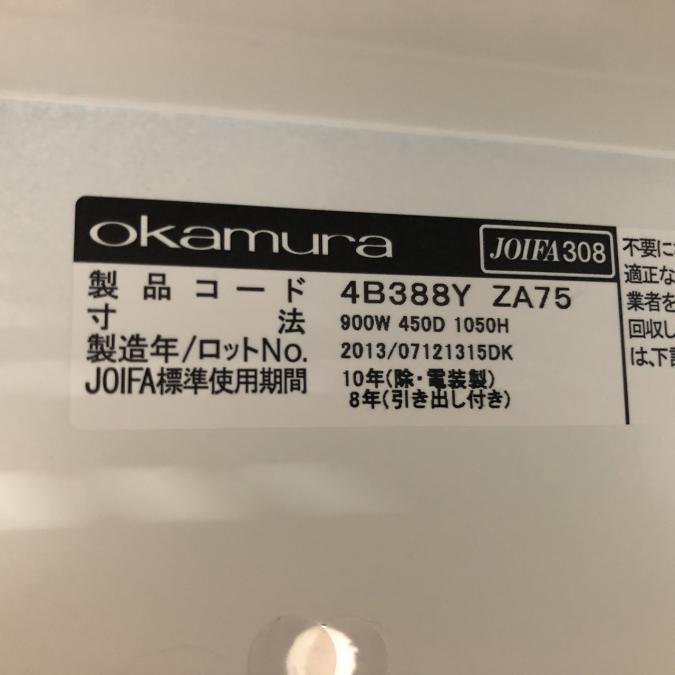 okamura
JOIFA308
製品コード 4B388Y ZA75
寸法 900W 450D 1050H
製造年/ロットNo. 2013/07121315DK
JOIFA標準使用期間 10年(除・電装製)
8年(引き出し付き)
不要に
適正な
業者を
回収し
は、下